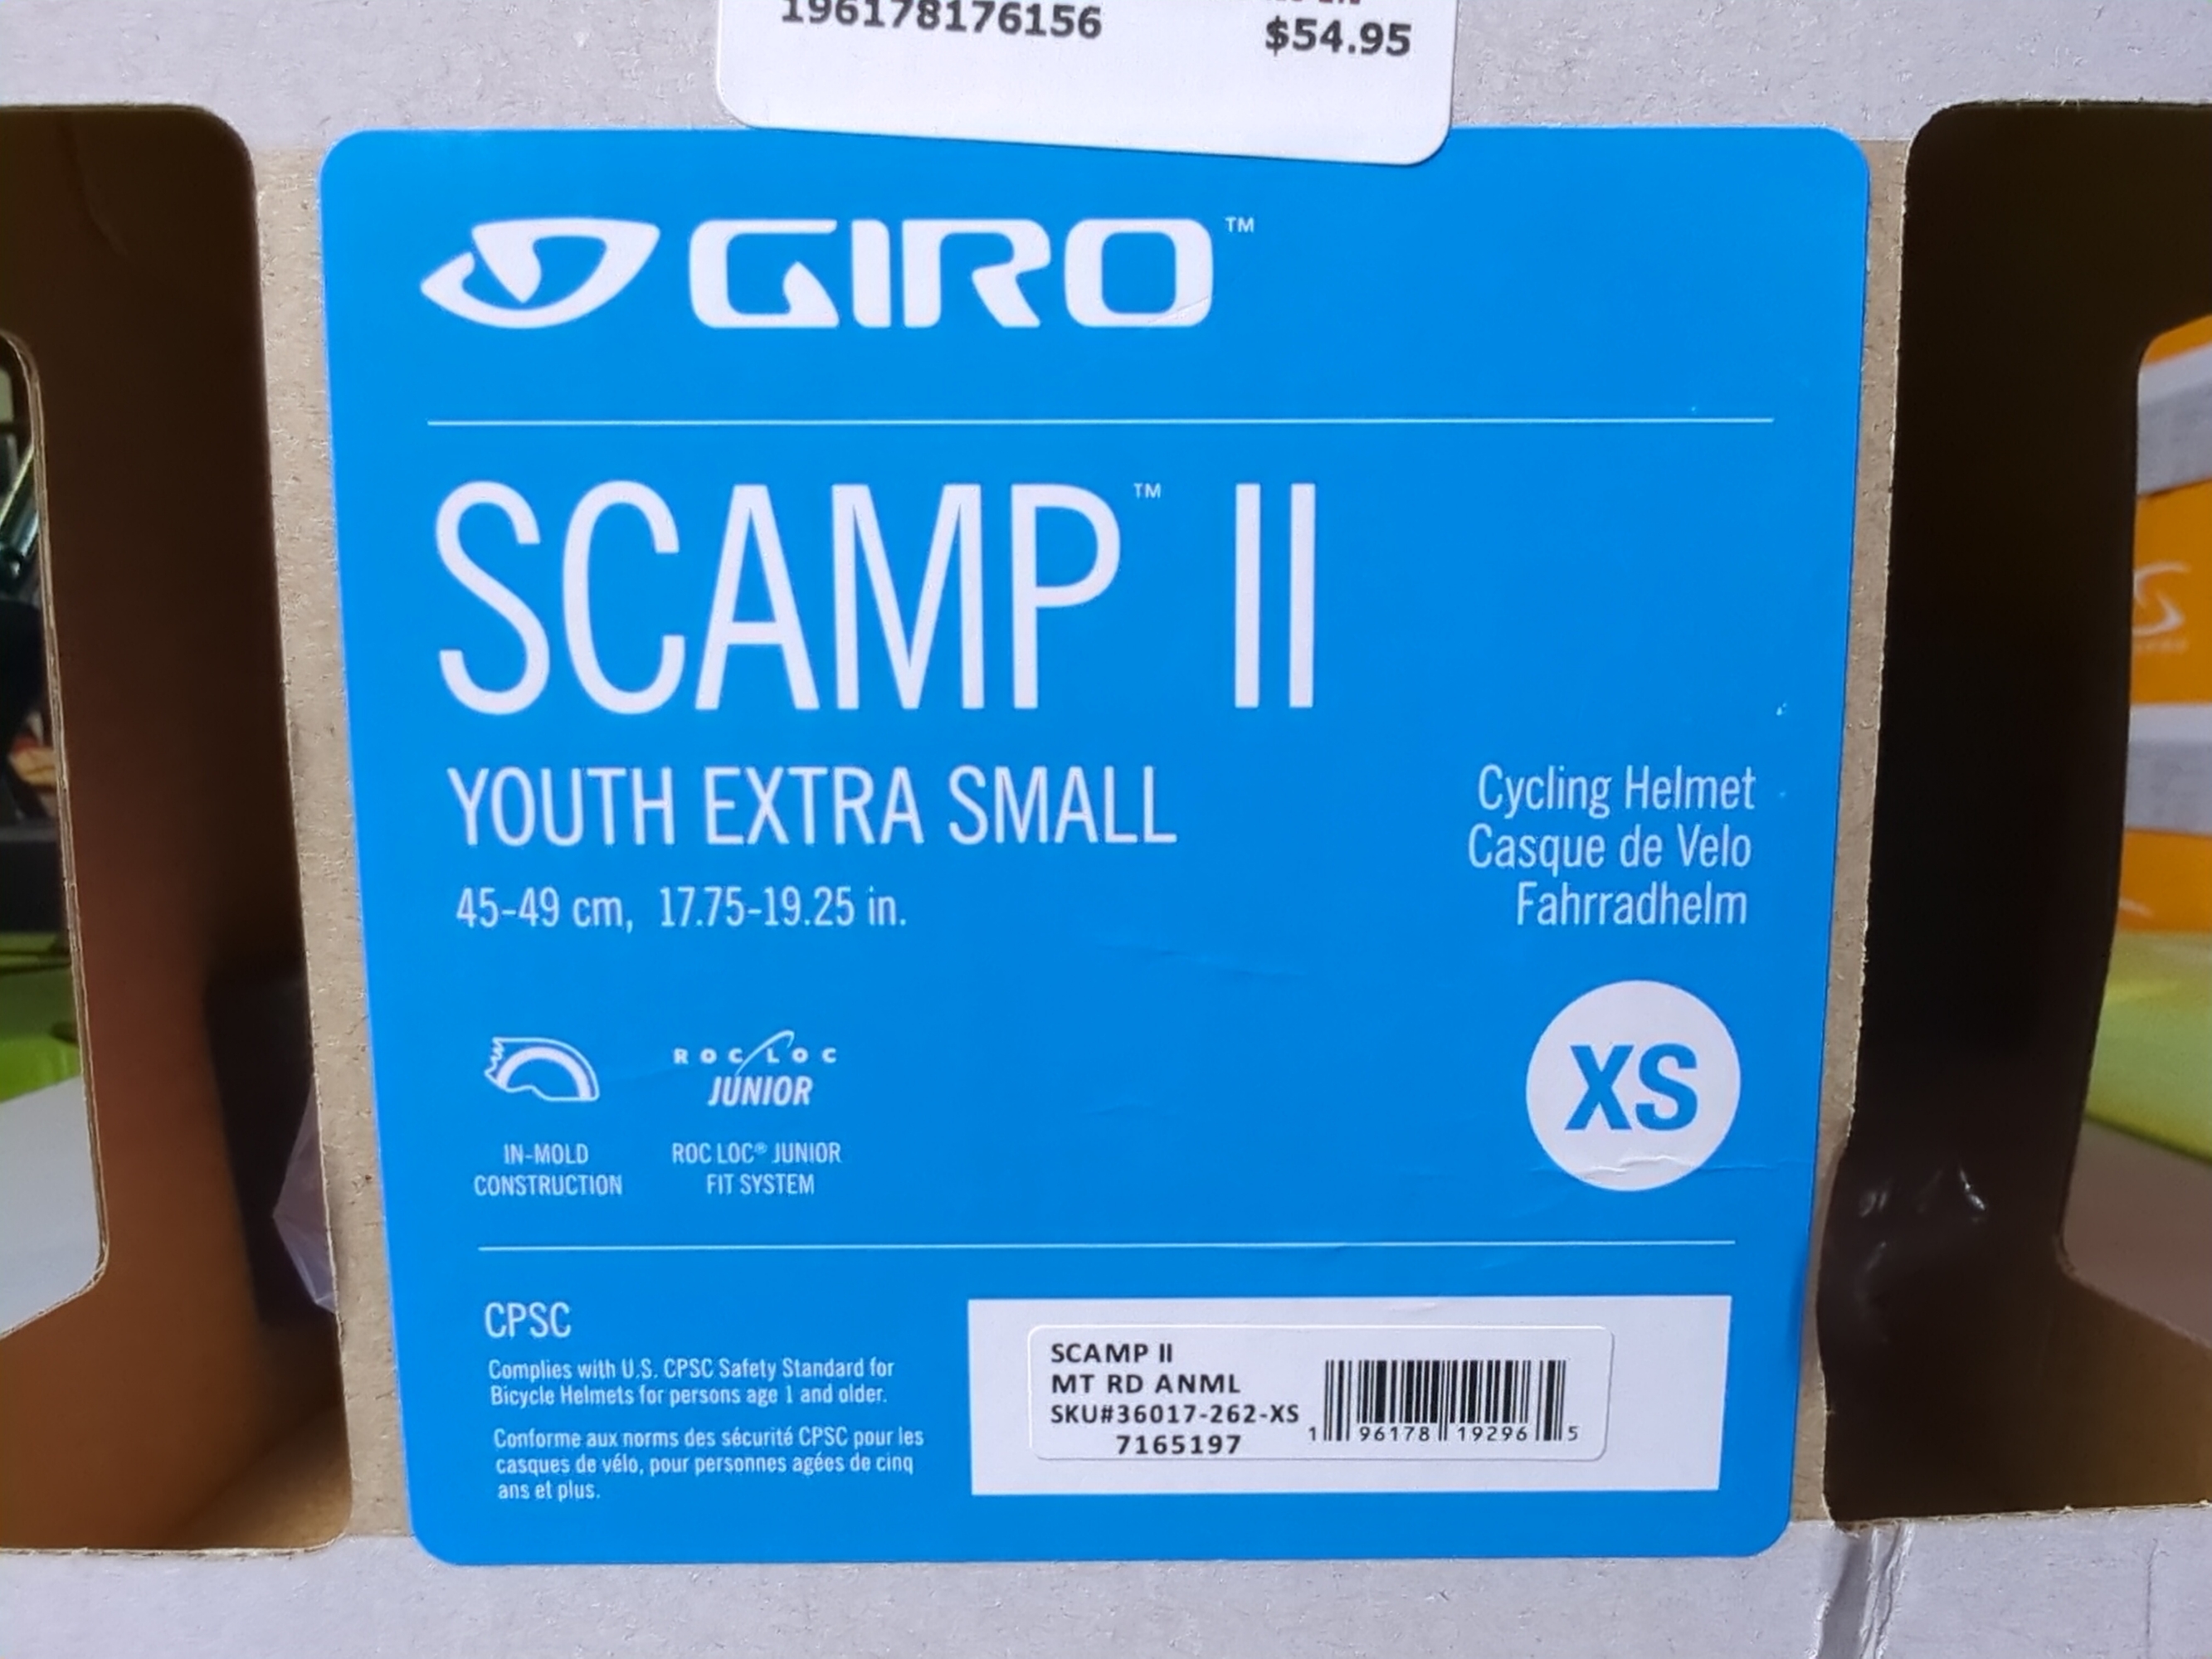 196178176156
$54.95
GIRO™
SCAMP™ II
YOUTH EXTRA SMALL
45-49 cm, 17.75-19.25 in.
Cycling Helmet
Casque de Velo
Fahrradhelm
ROC LOC
JUNIOR
IN-MOLD
CONSTRUCTION
ROC LOC® JUNIOR
FIT SYSTEM
XS
CPSC
Complies with U.S. CPSC Safety Standard for
Bicycle Helmets for persons age 1 and older.
Conforme aux norms des sécurité CPSC pour les
casques de vélo, pour personnes agées de cinq
ans et plus.
SCAMP II
MT RD ANML
SKU#36017-262-XS
7165197
1 96178 19296 5